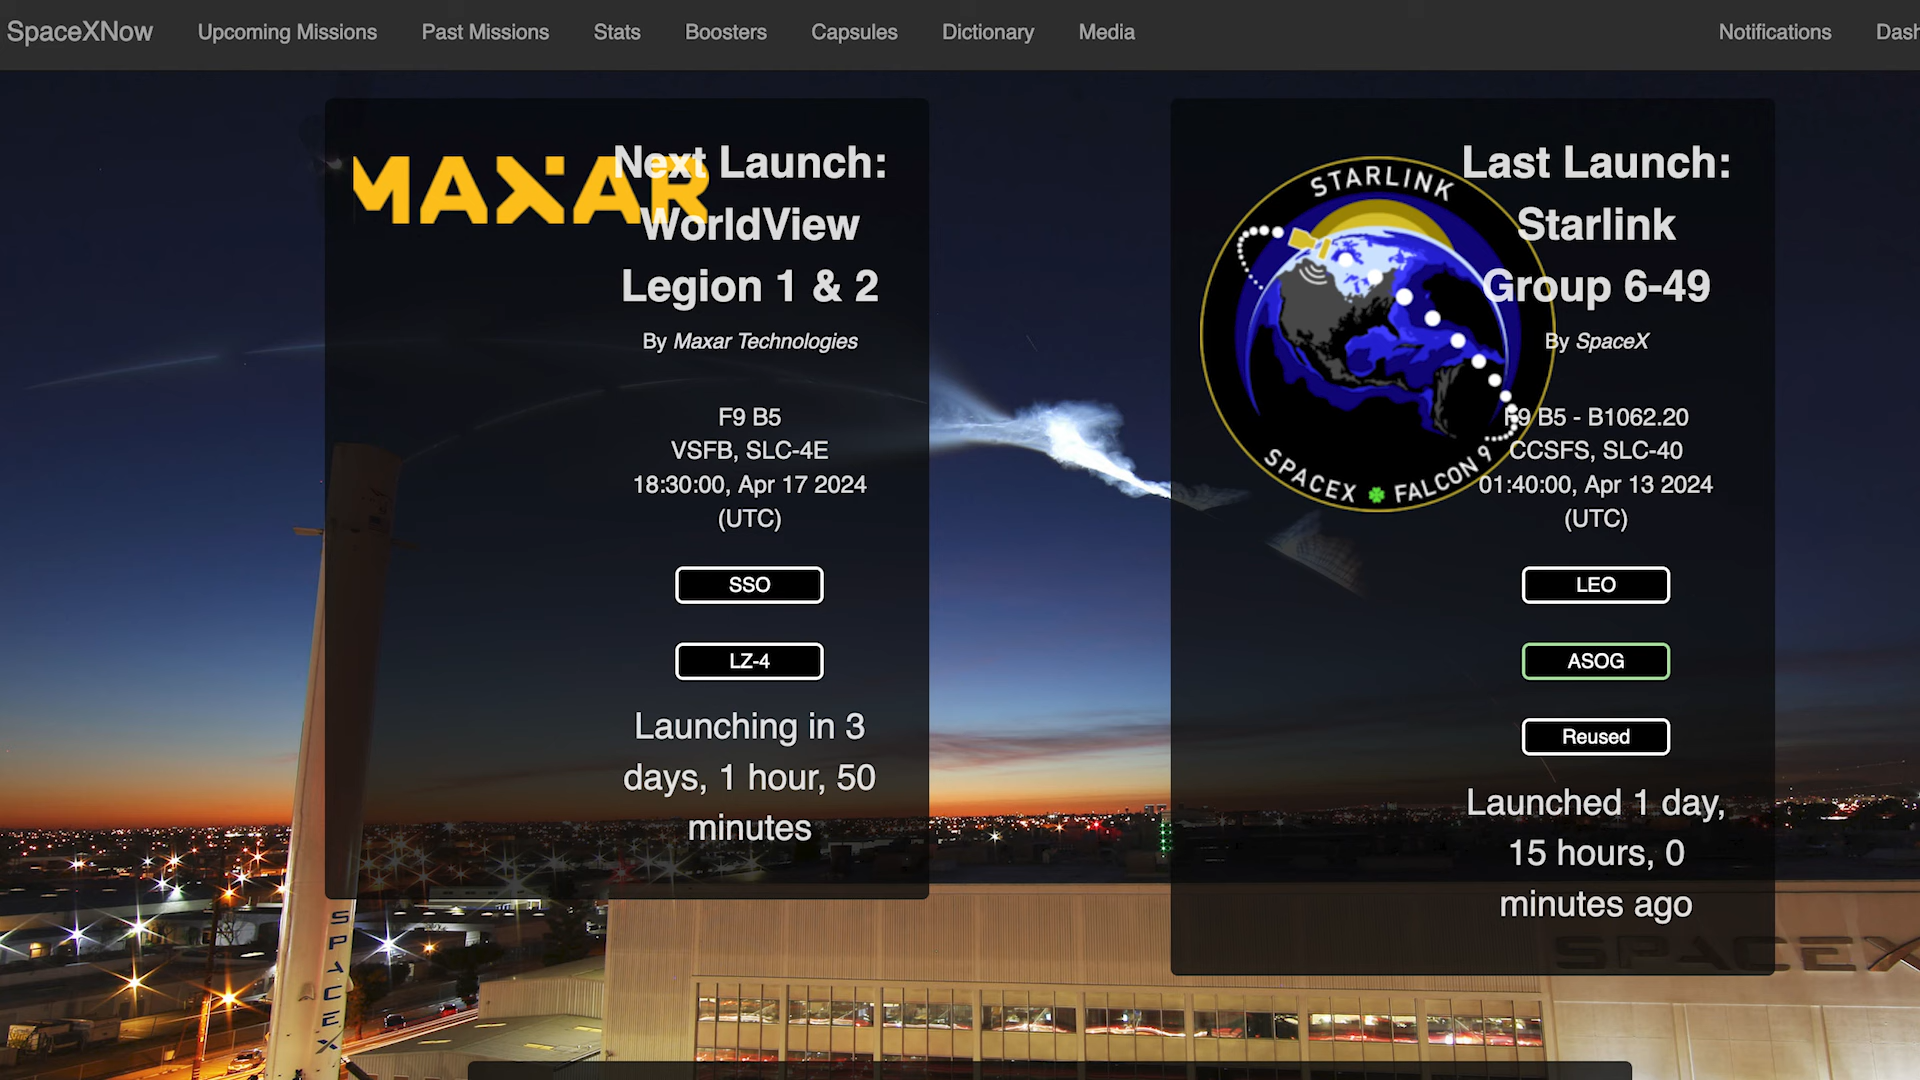 SpaceXNow Upcoming Missions Past Missions Stats Boosters Capsules Dictionary Media Notifications Dash
MAXAR
Next Launch:
WorldView
Legion 1 & 2
By Maxar Technologies
F9 B5
VSFB, SLC-4E
18:30:00, Apr 17 2024
(UTC)
SSO
LZ-4
Launching in 3
days, 1 hour, 50
minutes
STARLINK
SPACEX FALCON 9
Last Launch:
Starlink
Group 6-49
By SpaceX
F9 B5 - B1062.20
CCSFS, SLC-40
01:40:00, Apr 13 2024
(UTC)
LEO
ASOG
Reused
Launched 1 day,
15 hours, 0
minutes ago
SPACEX
SPACEX